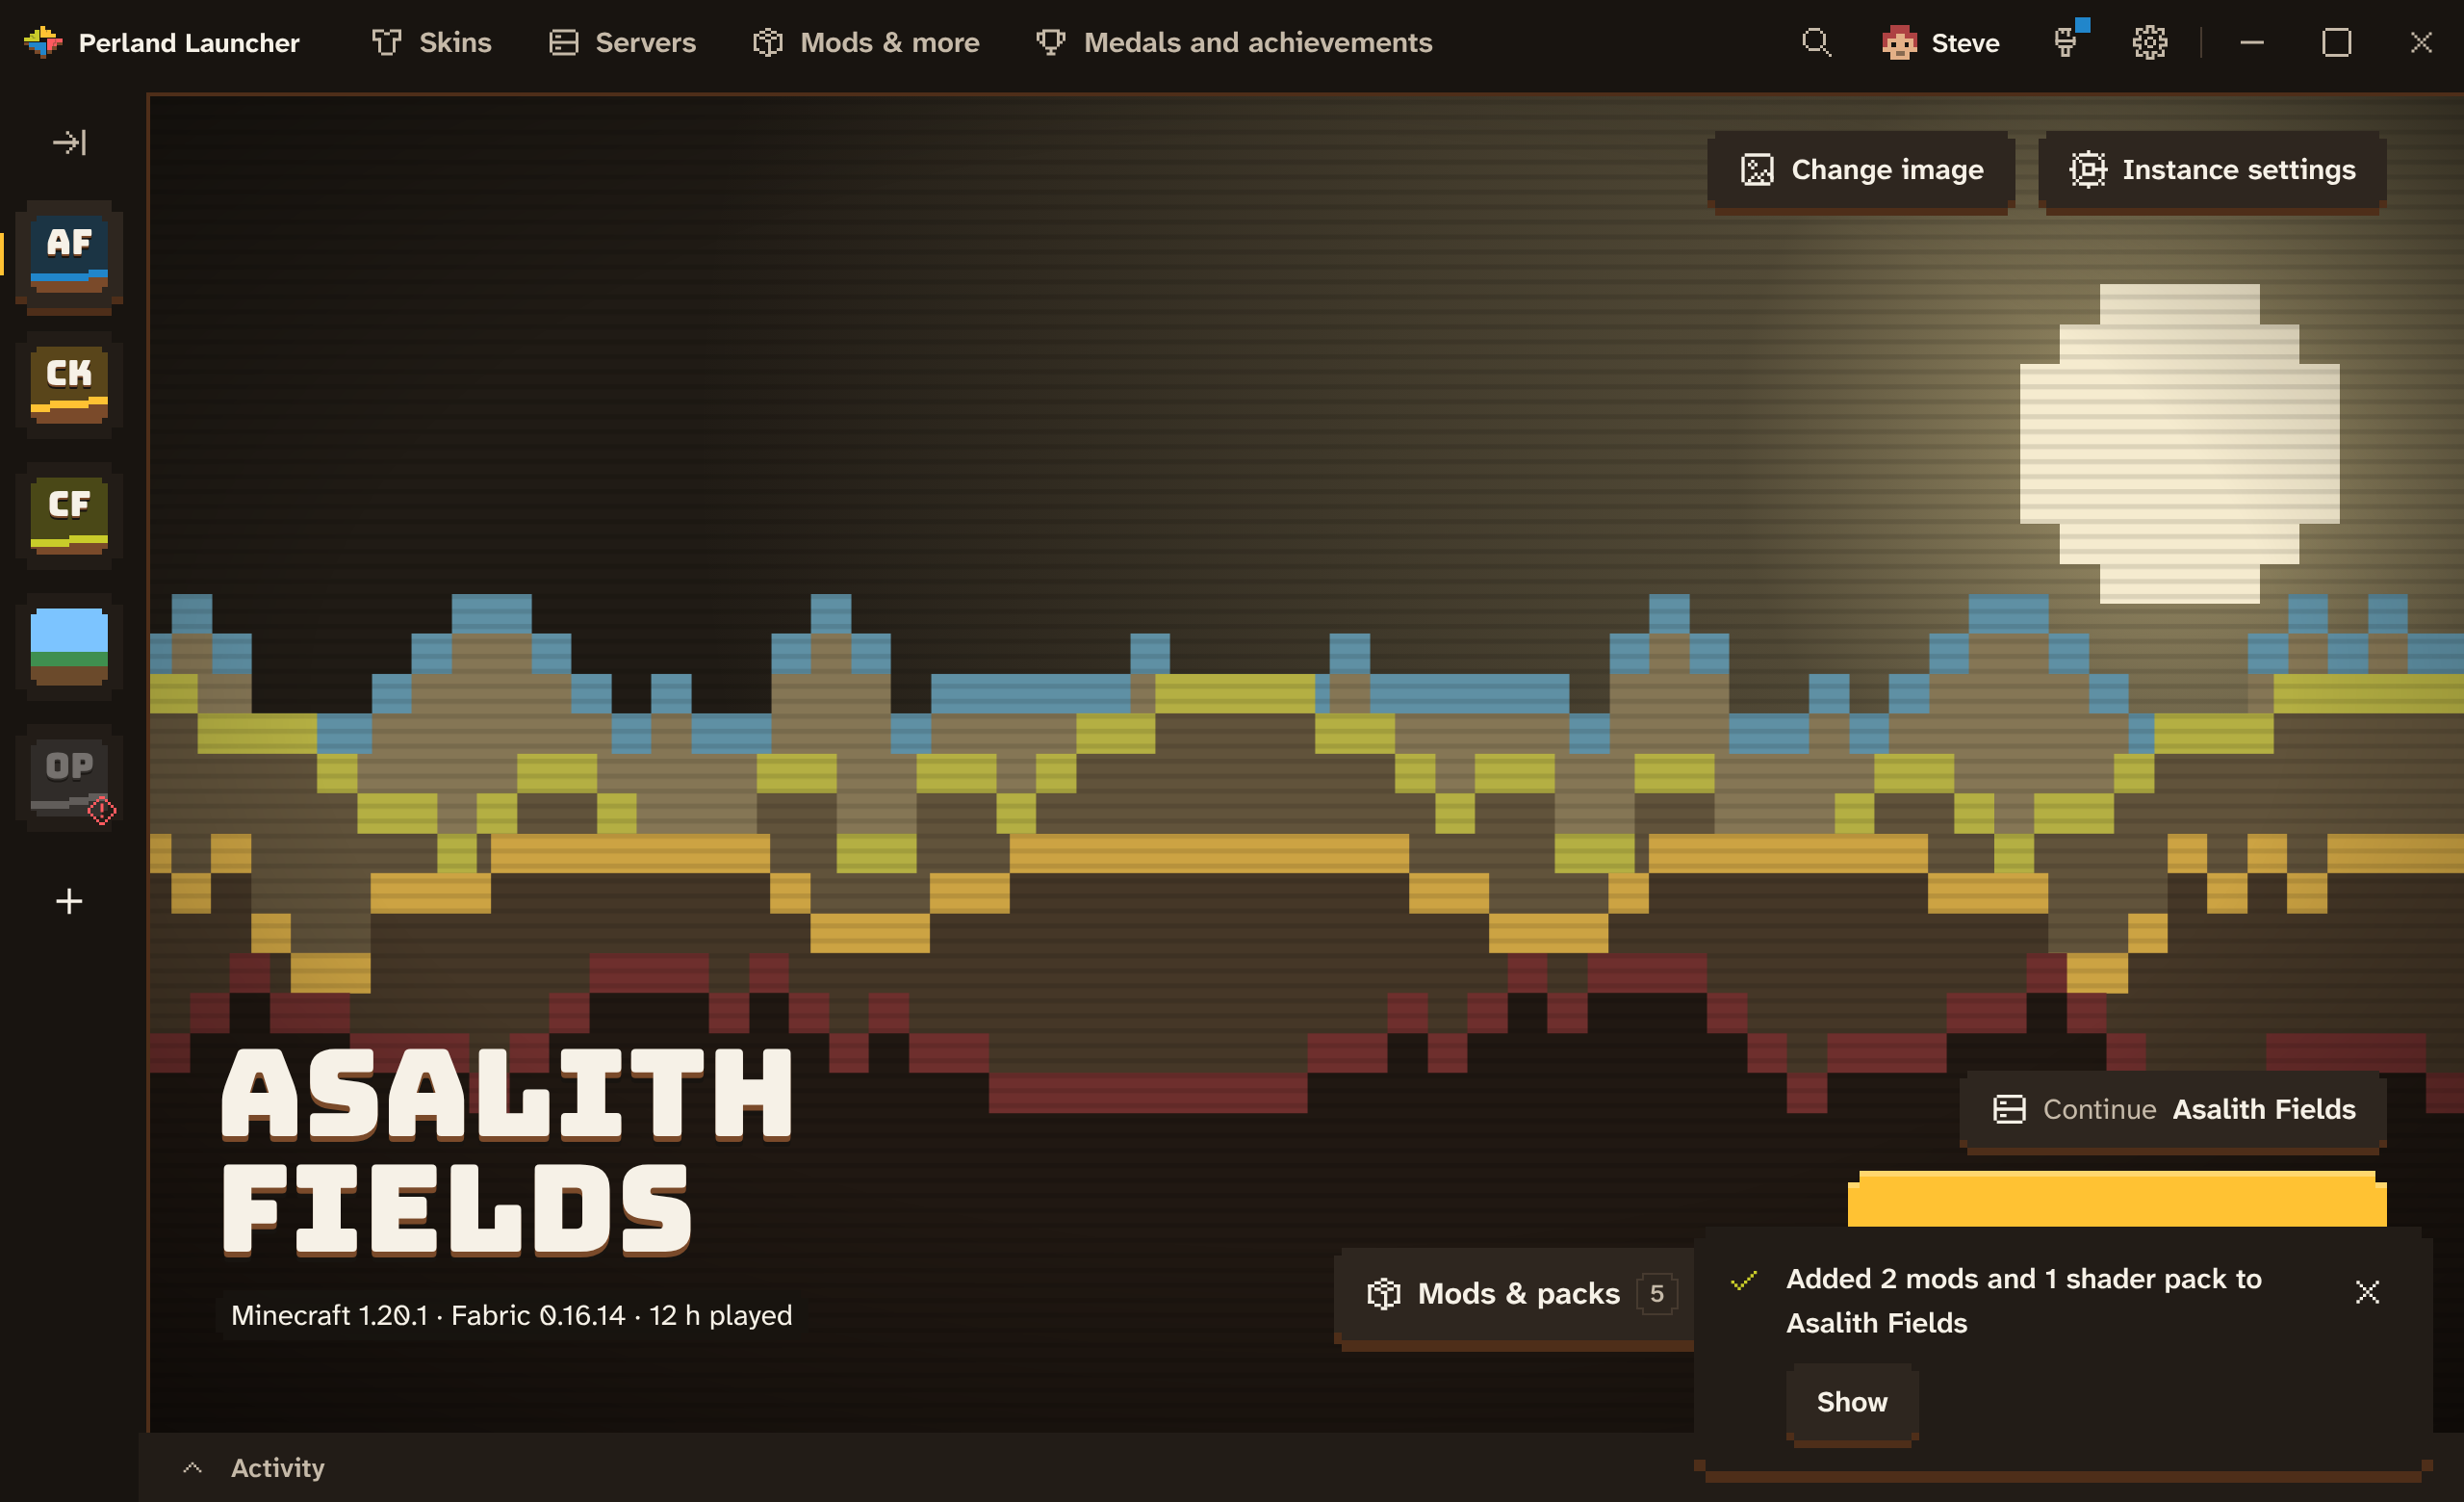 Perland Launcher
Skins
Servers
Mods & more
Medals and achievements
Steve
Change image
Instance settings
AF
CK
CF
OP
ASALITH
FIELDS
Minecraft 1.20.1 · Fabric 0.16.14 · 12 h played
Continue Asalith Fields
Mods & packs 5
Added 2 mods and 1 shader pack to
Asalith Fields
Show
Activity